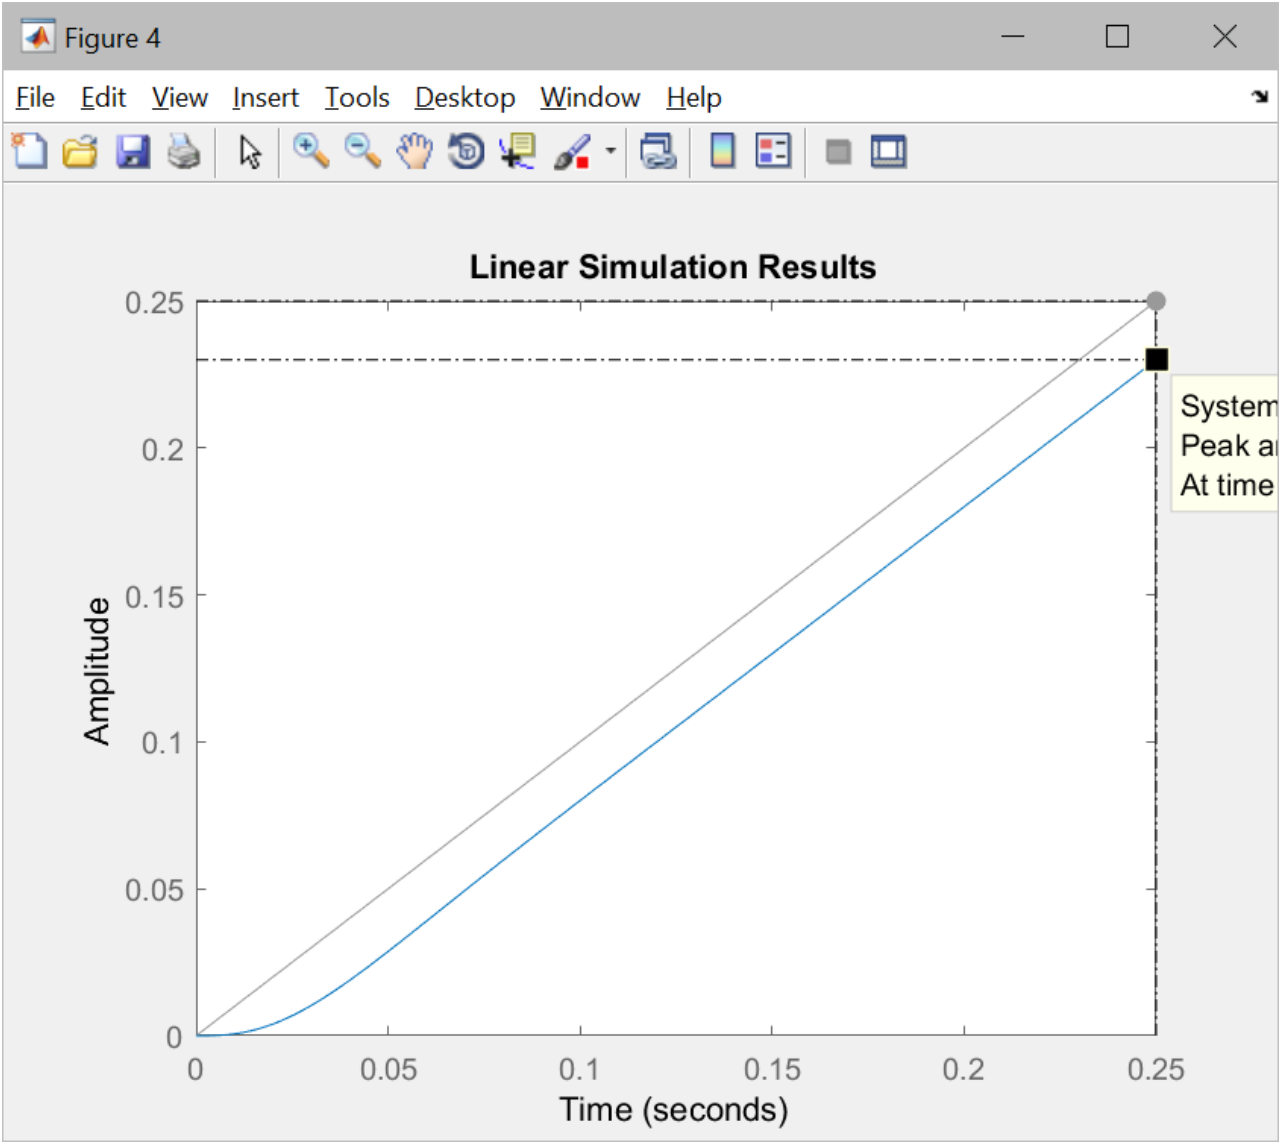 Figure 4
File Edit View Insert Tools Desktop Window Help
Linear Simulation Results
0.25
0.2
0.15
0.1
0.05
0
Amplitude
System
Peak
At time
0 0.05 0.1 0.15 0.2 0.25
Time (seconds)